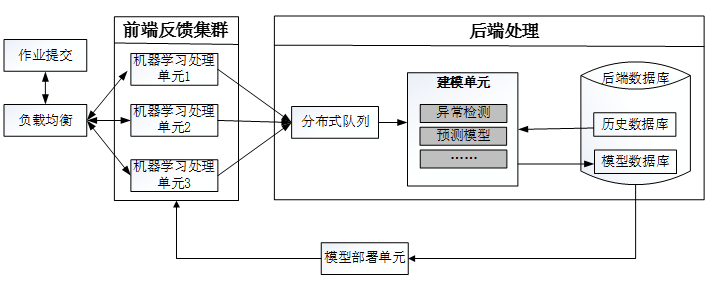 前端反馈集群
后端处理
作业提交
负载均衡
机器学习处理
单元1
机器学习处理
单元2
机器学习处理
单元3
分布式队列
建模单元
异常检测
预测模型
……
后端数据库
历史数据库
模型数据库
模型部署单元